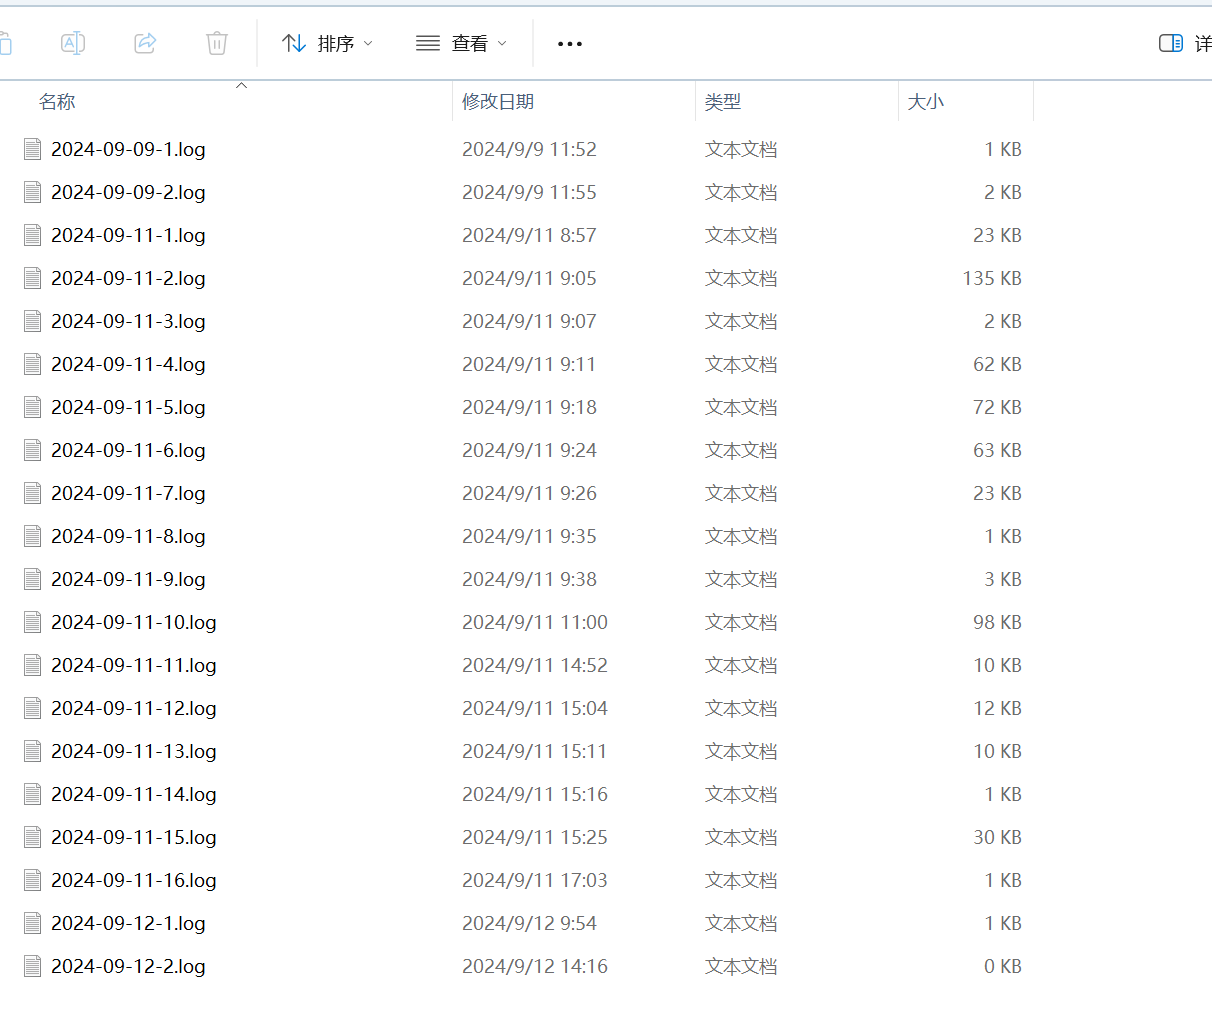 排序 查看 ••• 详
名称 修改日期 类型 大小
2024-09-09-1.log 2024/9/9 11:52 文本文档 1 KB
2024-09-09-2.log 2024/9/9 11:55 文本文档 2 KB
2024-09-11-1.log 2024/9/11 8:57 文本文档 23 KB
2024-09-11-2.log 2024/9/11 9:05 文本文档 135 KB
2024-09-11-3.log 2024/9/11 9:07 文本文档 2 KB
2024-09-11-4.log 2024/9/11 9:11 文本文档 62 KB
2024-09-11-5.log 2024/9/11 9:18 文本文档 72 KB
2024-09-11-6.log 2024/9/11 9:24 文本文档 63 KB
2024-09-11-7.log 2024/9/11 9:26 文本文档 23 KB
2024-09-11-8.log 2024/9/11 9:35 文本文档 1 KB
2024-09-11-9.log 2024/9/11 9:38 文本文档 3 KB
2024-09-11-10.log 2024/9/11 11:00 文本文档 98 KB
2024-09-11-11.log 2024/9/11 14:52 文本文档 10 KB
2024-09-11-12.log 2024/9/11 15:04 文本文档 12 KB
2024-09-11-13.log 2024/9/11 15:11 文本文档 10 KB
2024-09-11-14.log 2024/9/11 15:16 文本文档 1 KB
2024-09-11-15.log 2024/9/11 15:25 文本文档 30 KB
2024-09-11-16.log 2024/9/11 17:03 文本文档 1 KB
2024-09-12-1.log 2024/9/12 9:54 文本文档 1 KB
2024-09-12-2.log 2024/9/12 14:16 文本文档 0 KB